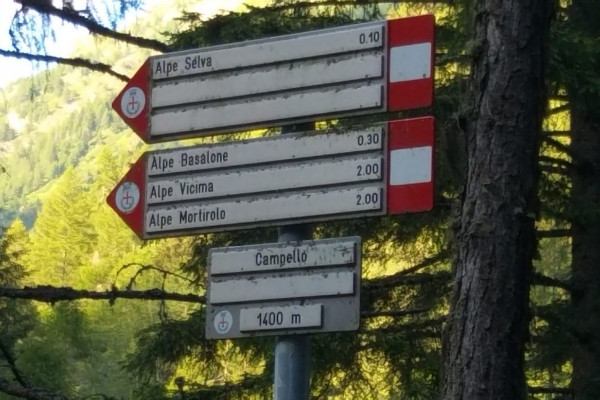 Alpe Selva 0.10
Alpe Basalone 0.30
Alpe Vicima 2.00
Alpe Mortirolo 2.00
Campello
1400 m